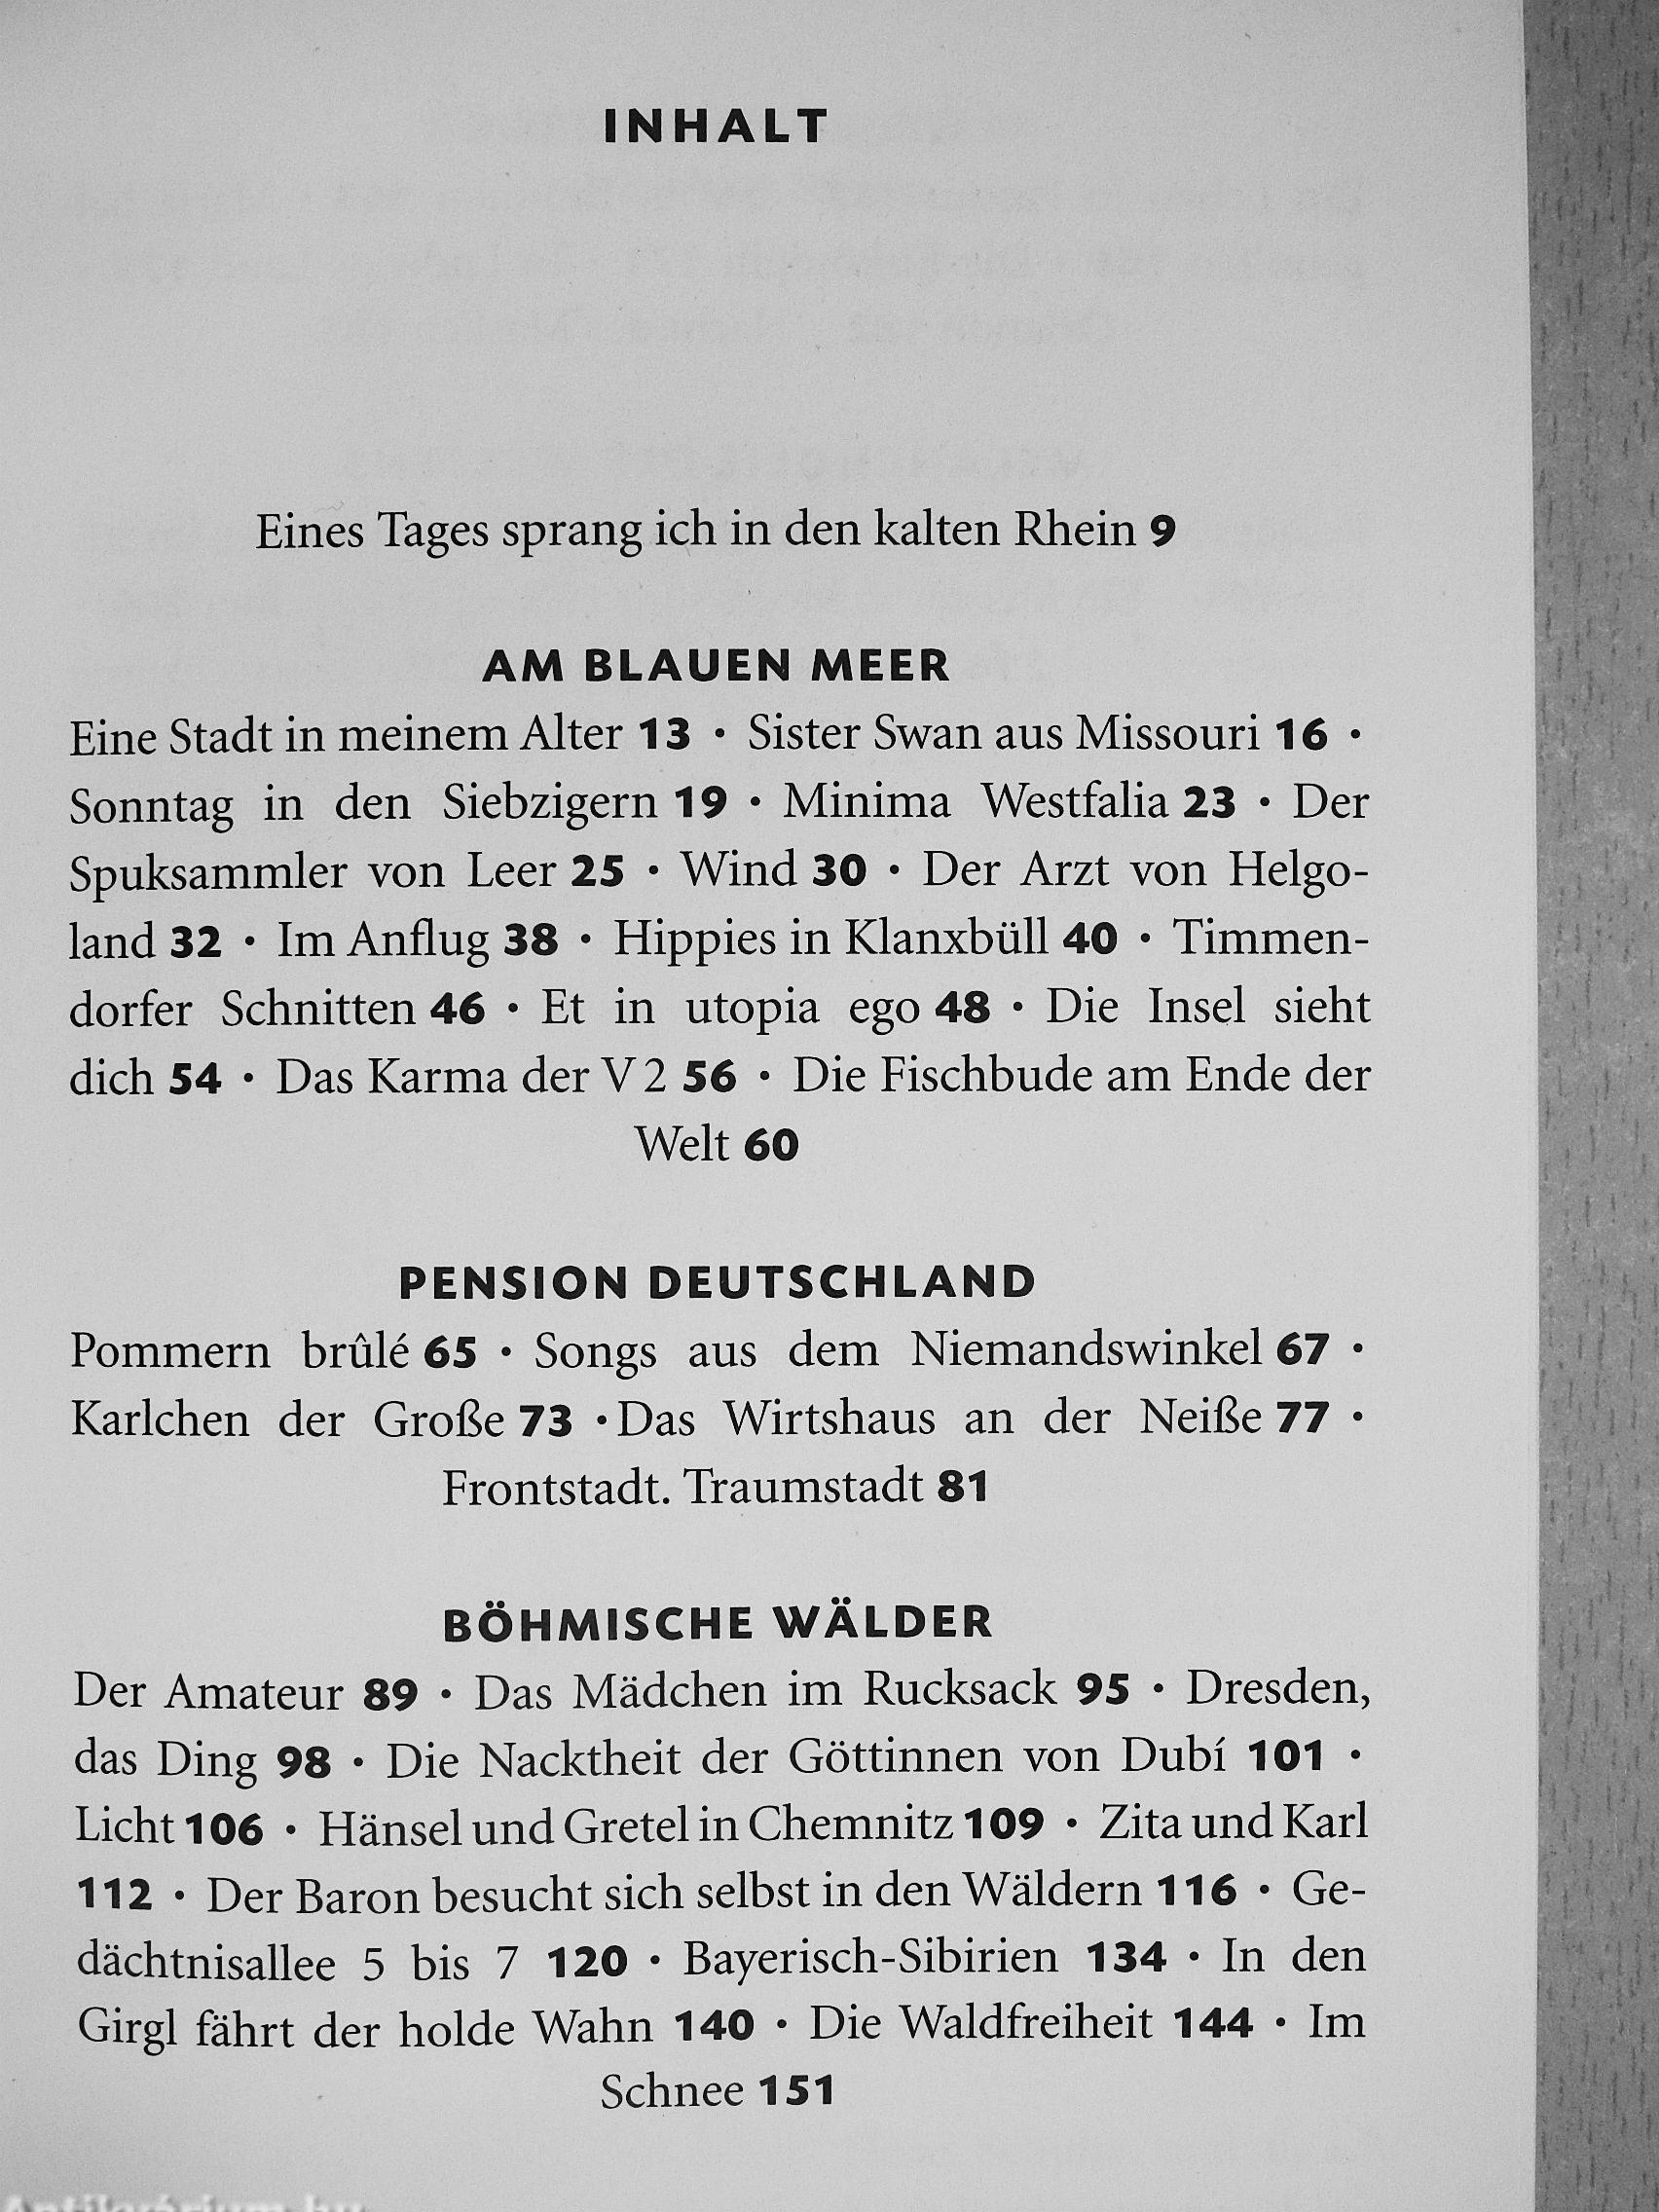 INHALT
Eines Tages sprang ich in den kalten Rhein 9
AM BLAUEN MEER
Eine Stadt in meinem Alter 13 • Sister Swan aus Missouri 16 •
Sonntag in den Siebzigern 19 • Minima Westfalia 23 • Der
Spuksammler von Leer 25 • Wind 30 • Der Arzt von Helgo-
land 32 • Im Anflug 38 • Hippies in Klanxbüll 40 • Timmen-
dorfer Schnitten 46 • Et in utopia ego 48 • Die Insel sieht
dich 54 • Das Karma der V 2 56 • Die Fischbude am Ende der
Welt 60
PENSION DEUTSCHLAND
Pommern brûlé 65 • Songs aus dem Niemandswinkel 67 •
Karlchen der Große 73 •Das Wirtshaus an der Neiße 77 •
Frontstadt. Traumstadt 81
BÖHMISCHE WÄLDER
Der Amateur 89 • Das Mädchen im Rucksack 95 • Dresden,
das Ding 98 • Die Nacktheit der Göttinnen von Dubí 101 •
Licht 106 • Hänsel und Gretel in Chemnitz 109 • Zita und Karl
112 • Der Baron besucht sich selbst in den Wäldern 116 • Ge-
dächtnisallee 5 bis 7 120 • Bayerisch-Sibirien 134 • In den
Girgl fährt der holde Wahn 140 • Die Waldfreiheit 144 • Im
Schnee 151